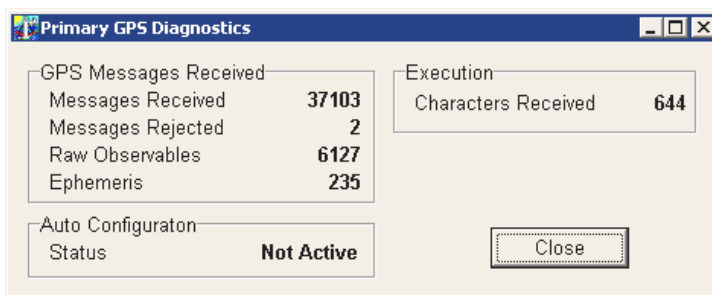 Primary GPS Diagnostics
GPS Messages Received
Messages Received 37103
Messages Rejected 2
Raw Observables 6127
Ephemeris 235
Execution
Characters Received 644
Auto Configuraton
Status Not Active
Close